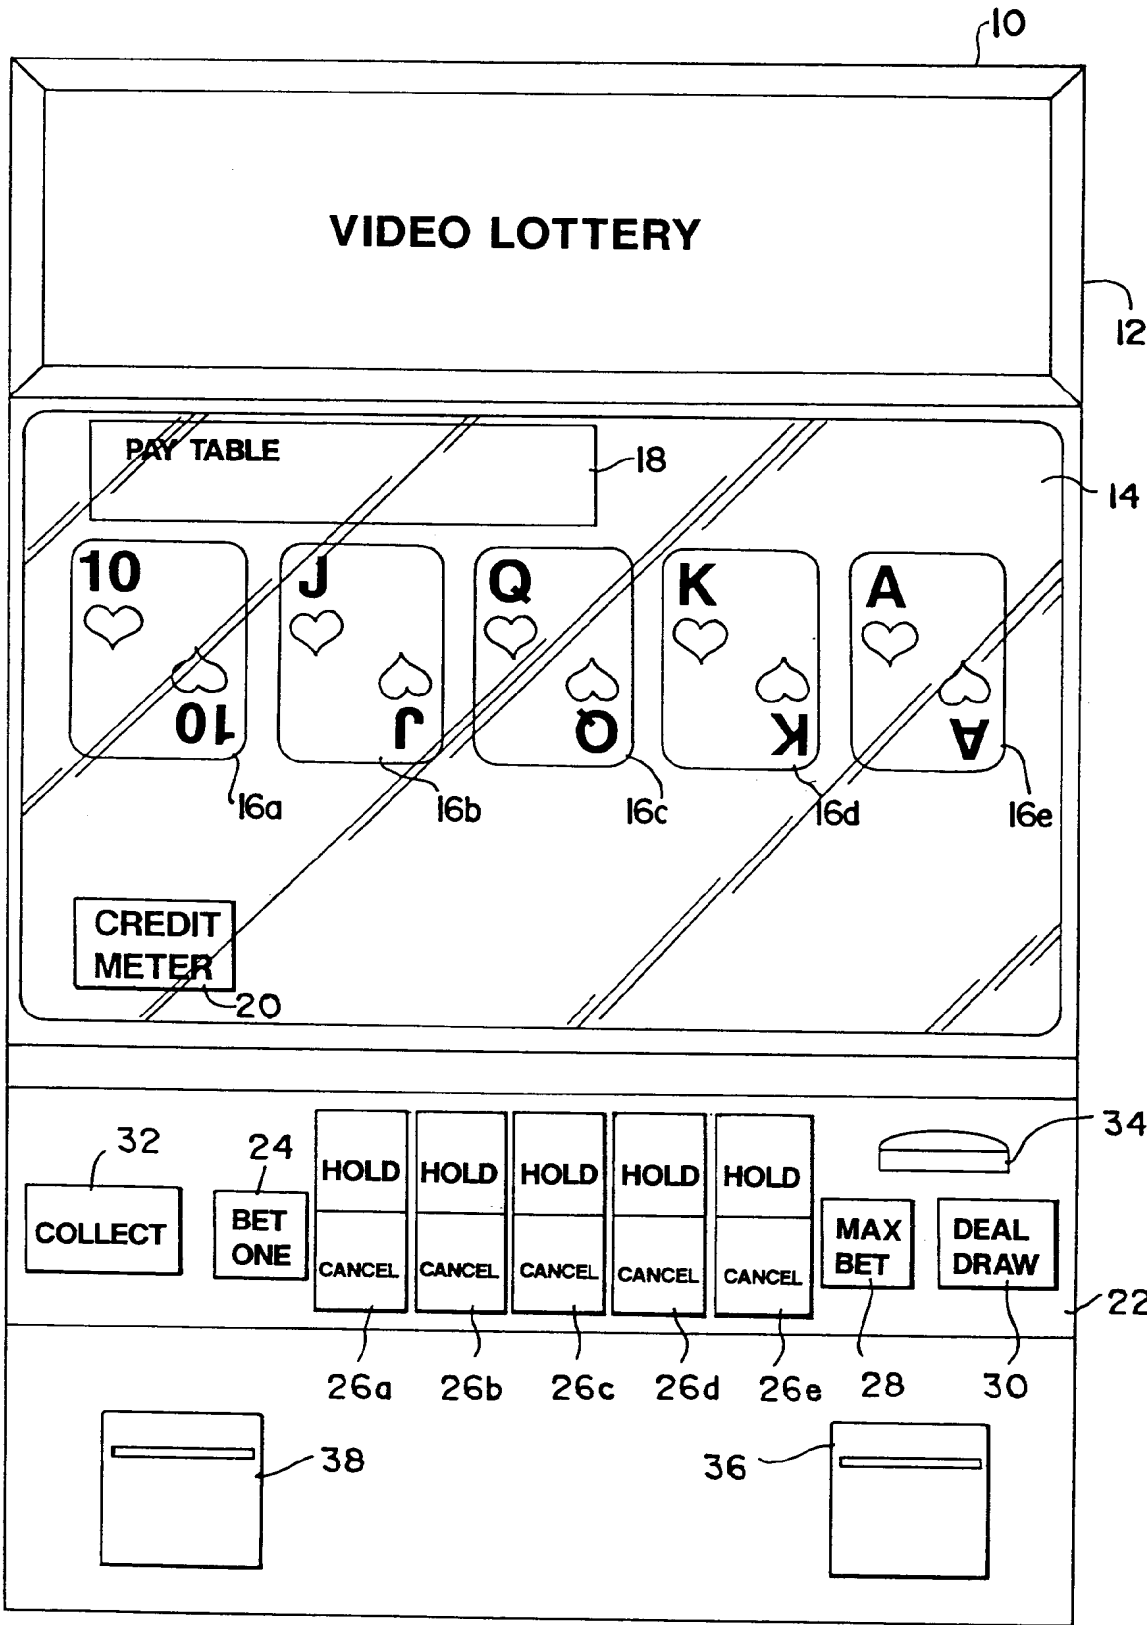 10
VIDEO LOTTERY
12
PAY TABLE
18
14
10 J Q K A
10 J Q K A
16a 16b 16c 16d 16e
CREDIT
METER
20
32 24 34
HOLD HOLD HOLD HOLD HOLD
COLLECT
BET
ONE
MAX
BET
DEAL
DRAW
CANCEL CANCEL CANCEL CANCEL CANCEL
22
26a 26b 26c 26d 26e 28 30
38 36